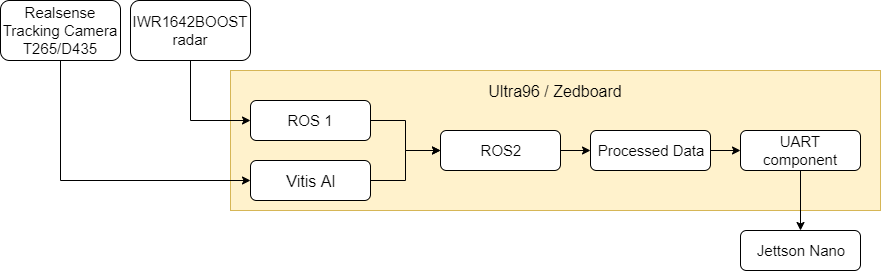 Realsense
Tracking Camera
T265/D435
IWR1642BOOST
radar
Ultra96 / Zedboard
ROS 1
Vitis AI
ROS2
Processed Data
UART
component
Jettson Nano